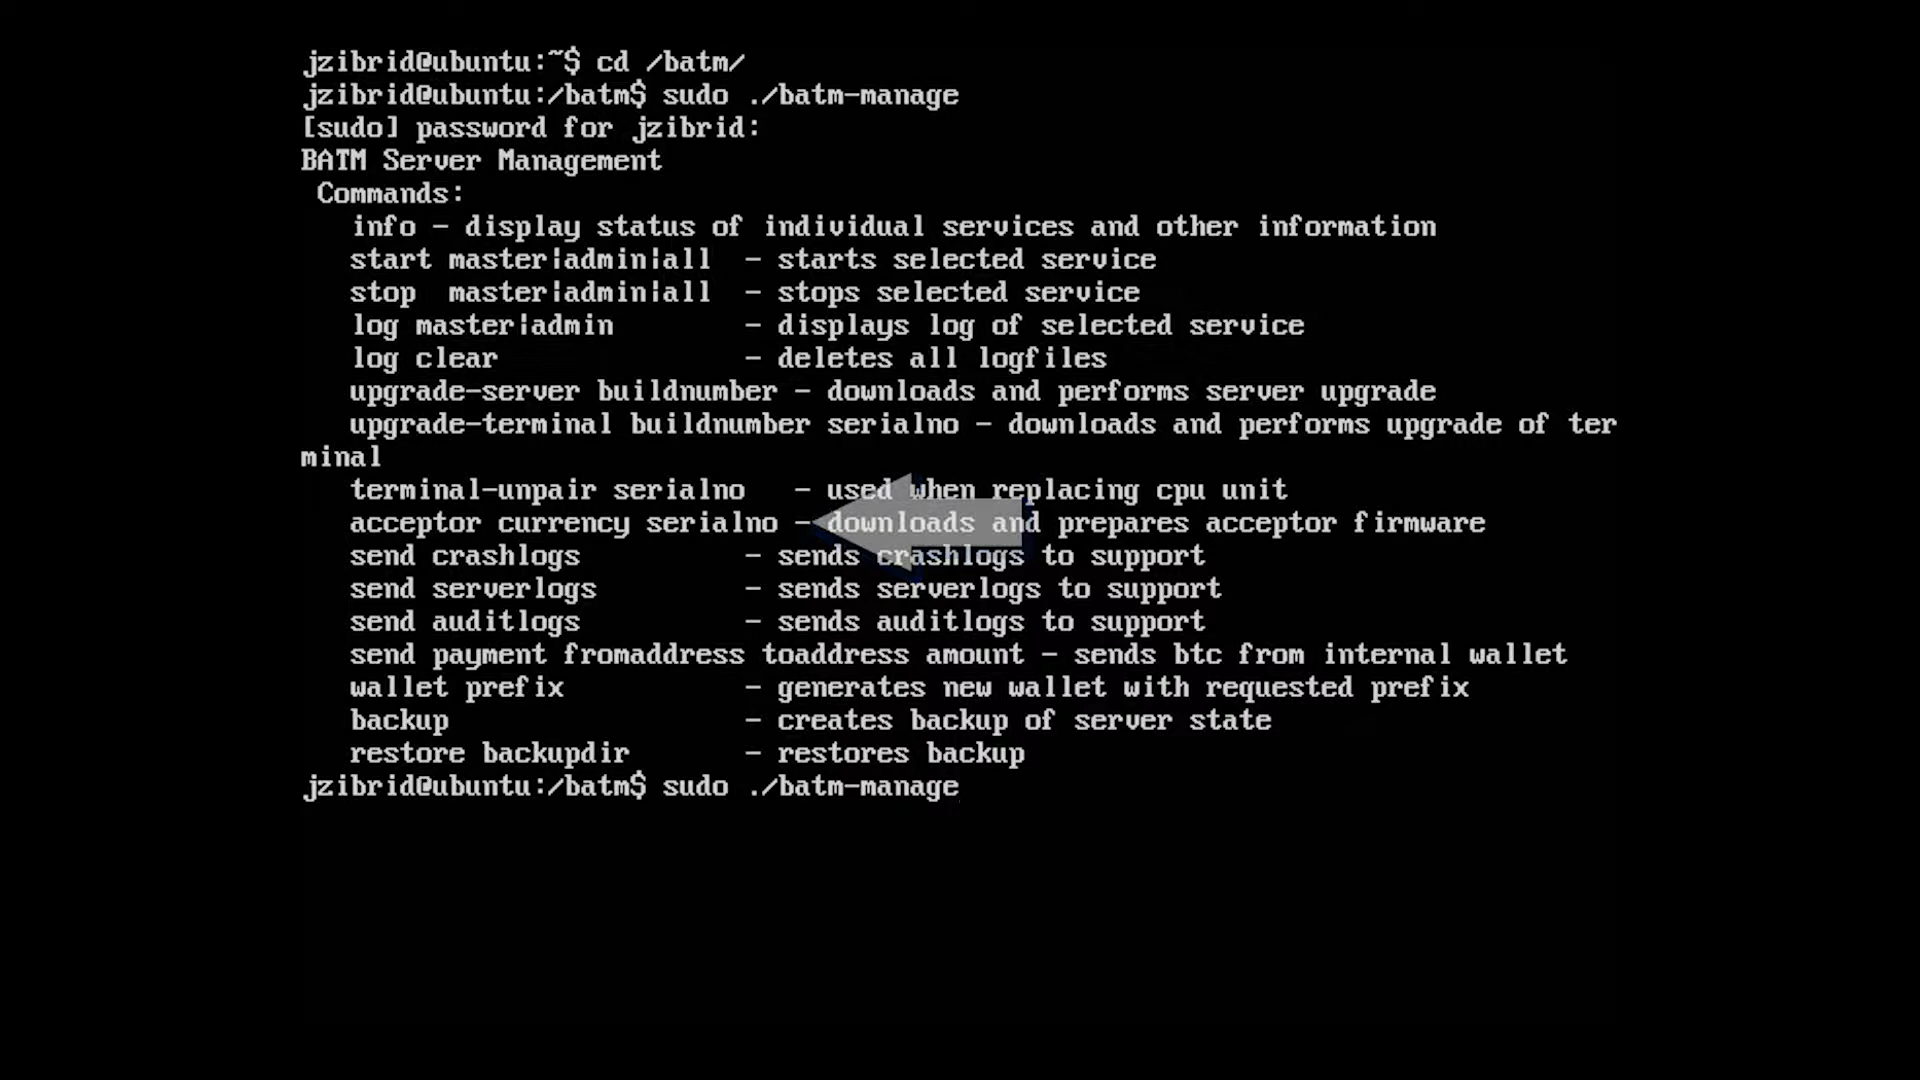 jzibrid@ubuntu:~$ cd /batm/
jzibrid@ubuntu:/batm$ sudo ./batm-manage
[sudo] password for jzibrid:
BATM Server Management
Commands:
info - display status of individual services and other information
start master|admin|all - starts selected service
stop master|admin|all - stops selected service
log master|admin - displays log of selected service
log clear - deletes all logfiles
upgrade-server buildnumber - downloads and performs server upgrade
upgrade-terminal buildnumber serialno - downloads and performs upgrade of ter
minal
terminal-unpair serialno - used when replacing cpu unit
acceptor currency serialno - downloads and prepares acceptor firmware
send crashlogs - sends crashlogs to support
send serverlogs - sends serverlogs to support
send auditlogs - sends auditlogs to support
send payment fromaddress toaddress amount - sends btc from internal wallet
wallet prefix - generates new wallet with requested prefix
backup - creates backup of server state
restore backupdir - restores backup
jzibrid@ubuntu:/batm$ sudo ./batm-manage